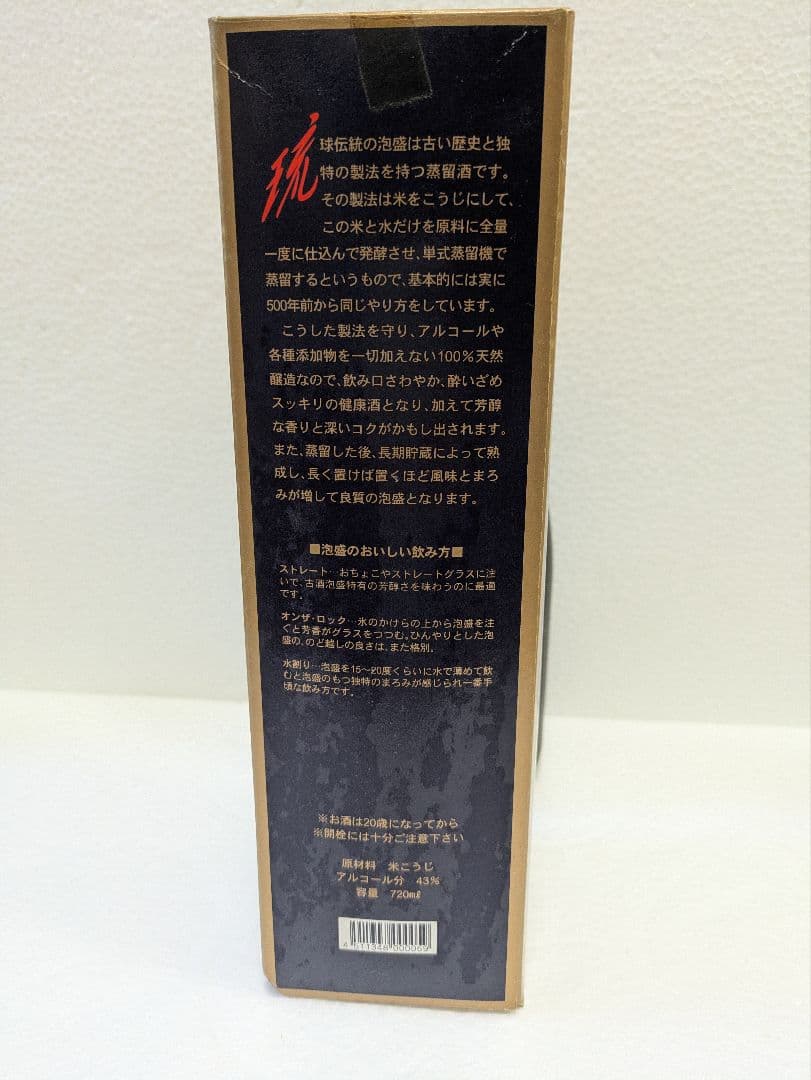 琉球伝統の泡盛は古い歴史と独
特の製法を持つ蒸留酒です。
その製法は米をこうじにして、
この米と水だけを原料に全量
一度に仕込んで発酵させ、単式蒸留機で
蒸留するというもので、基本的には実に
500年前から同じやり方をしています。
こうした製法を守り、アルコールや
各種添加物を一切加えない100%天然
醸造なので、飲み口さわやか、酔いざめ
スッキリの健康酒となり、加えて芳醇
な香りと深いコクがかもし出されます。
また、蒸留した後、長期貯蔵によって熟
成し、長く置けば置くほど風味とまろ
みが増して良質の泡盛となります。
■泡盛のおいしい飲み方■
ストレート…おちょこやストレートグラスに注
いで、古酒泡盛特有の芳醇さを味わうのに最適
です。
オンザ・ロック…氷のかけらの上から泡盛を注
ぐと芳香がグラスをつつむ。ひんやりとした泡
盛の、のど越しの良さは、また格別。
水割り…泡盛を15〜20度くらいに水で薄めて飲
むと泡盛のもつ独特のまろみが感じられ一番手
頃な飲み方です。
※お酒は20歳になってから
※開栓には十分ご注意下さい
原材料 米こうじ
アルコール分 43%
容量 720mℓ
4 511348 000069